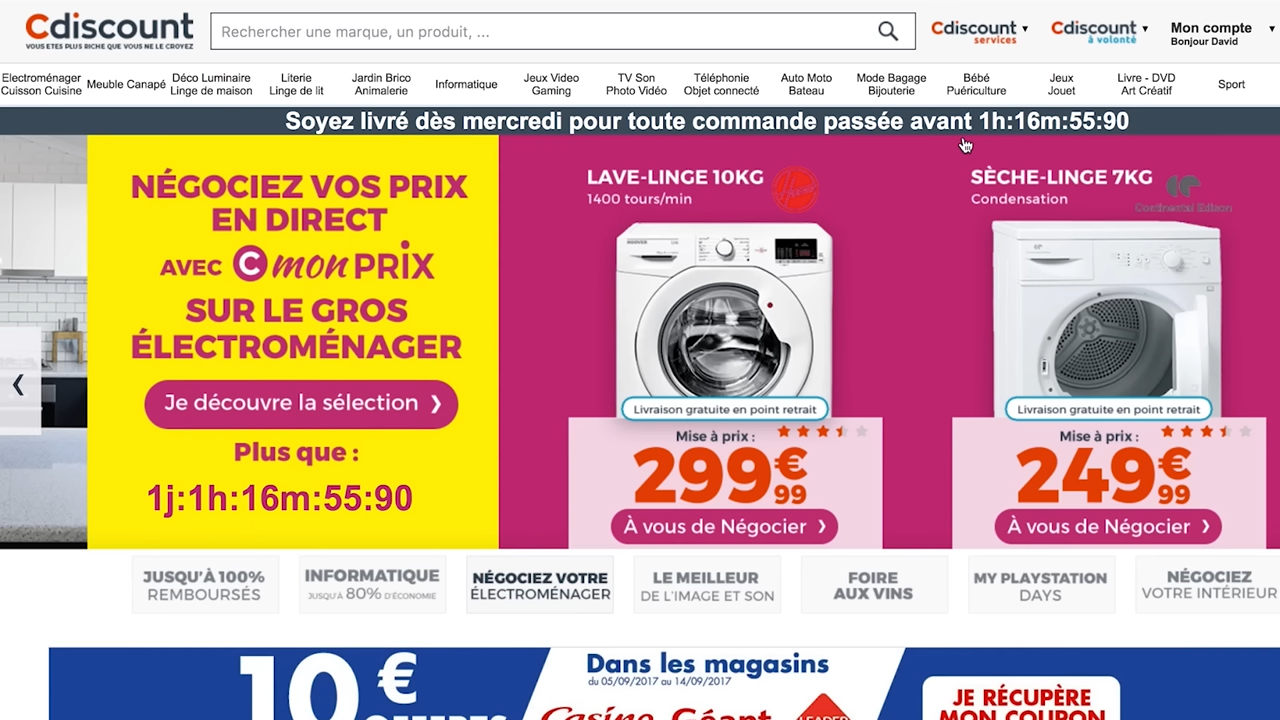 Cdiscount
VOUS ETES PLUS RICHE QUE VOUS NE LE CROYEZ
Rechercher une marque, un produit, ...
Cdiscount
services
Cdiscount
à volonté
Mon compte
Bonjour David
Electroménager
Cuisson Cuisine
Meuble Canapé
Déco Luminaire
Linge de maison
Literie
Linge de lit
Jardin Brico
Animalerie
Informatique
Jeux Video
Gaming
TV Son
Photo Vidéo
Téléphonie
Objet connecté
Auto Moto
Bateau
Mode Bagage
Bijouterie
Bébé
Puériculture
Jeux
Jouet
Livre - DVD
Art Créatif
Sport
Soyez livré dès mercredi pour toute commande passée avant 1h:16m:55:90
NÉGOCIEZ VOS PRIX
EN DIRECT
AVEC C mon PRIX
SUR LE GROS
ÉLECTROMÉNAGER
Je découvre la sélection ❯
Plus que :
1j:1h:16m:55:90
LAVE-LINGE 10KG
1400 tours/min
Hoover
HOOVER
Livraison gratuite en point retrait
Mise à prix :
299€99
À vous de Négocier ❯
SÈCHE-LINGE 7KG
Condensation
Continental Edison
Livraison gratuite en point retrait
Mise à prix :
249€99
À vous de Négocier ❯
JUSQU'À 100%
REMBOURSÉS
INFORMATIQUE
JUSQU'À 80% D'ÉCONOMIE
NÉGOCIEZ VOTRE
ÉLECTROMÉNAGER
LE MEILLEUR
DE L'IMAGE ET SON
FOIRE
AUX VINS
MY PLAYSTATION
DAYS
NÉGOCIEZ
VOTRE INTÉRIEUR
10€
OFFERTS
Dans les magasins
du 05/09/2017 au 14/09/2017
Casino Géant
LEADER
JE RÉCUPÈRE
MON COUPON